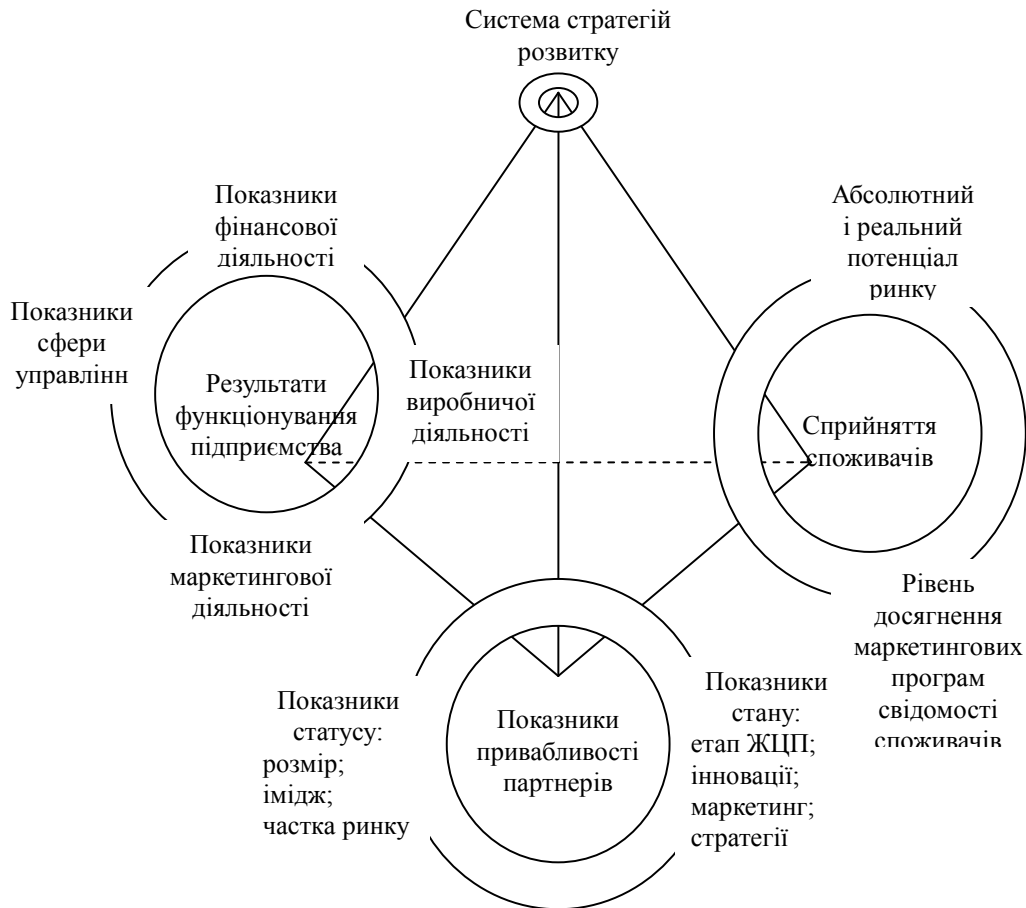 Система стратегій
розвитку
Показники
фінансової
діяльності
Абсолютний
і реальний
потенціал
ринку
Показники
сфери
управлінн
Результати
функціонування
підприємства
Показники
виробничої
діяльності
Сприйняття
споживачів
Показники
маркетингової
діяльності
Рівень
досягнення
маркетингових
програм
свідомості
споживачів
Показники
статусу:
розмір;
імідж;
частка ринку
Показники
привабливості
партнерів
Показники
стану:
етап ЖЦП;
інновації;
маркетинг;
стратегії